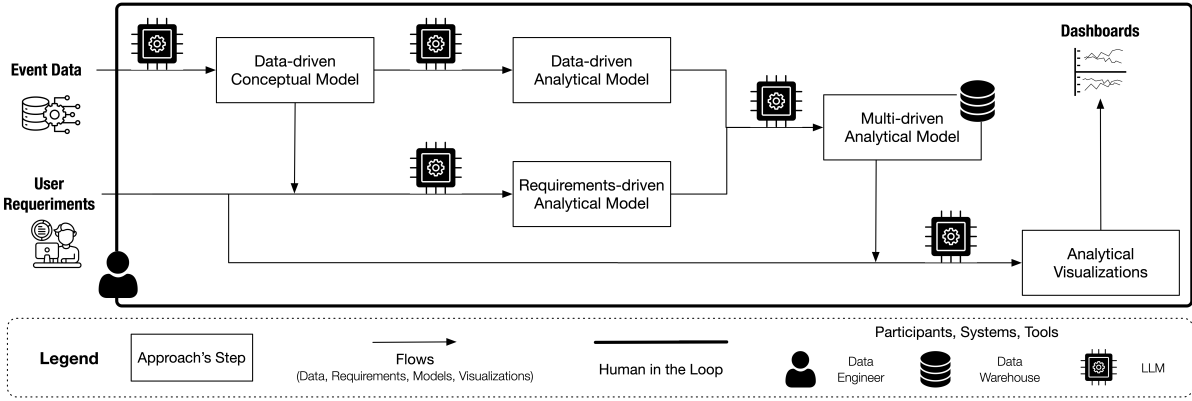 Dashboards
Event Data
Data-driven
Conceptual Model
Data-driven
Analytical Model
Multi-driven
Analytical Model
User
Requeriments
Requirements-driven
Analytical Model
Analytical
Visualizations
Legend
Approach's Step
Flows
(Data, Requirements, Models, Visualizations)
Human in the Loop
Participants, Systems, Tools
Data
Engineer
Data
Warehouse
LLM